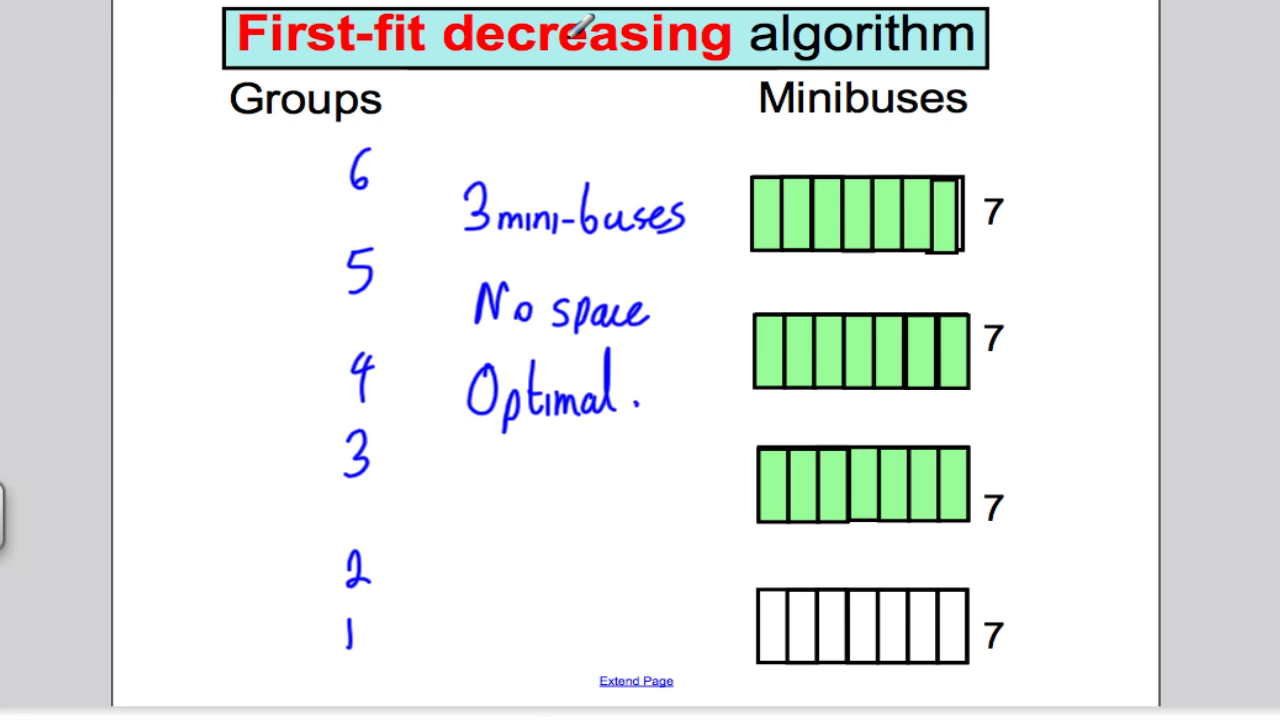 First-fit decreasing algorithm
Groups
Minibuses
6
3 mini-buses
7
5
No space
7
4
Optimal.
3
7
2
1
7
Extend Page